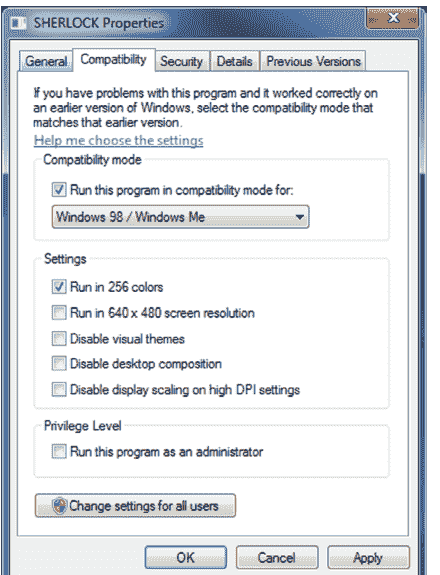 SHERLOCK Properties
General Compatibility Security Details Previous Versions
If you have problems with this program and it worked correctly on
an earlier version of Windows, select the compatibility mode that
matches that earlier version.
Help me choose the settings
Compatibility mode
Run this program in compatibility mode for:
Windows 98 / Windows Me
Settings
Run in 256 colors
Run in 640 x 480 screen resolution
Disable visual themes
Disable desktop composition
Disable display scaling on high DPI settings
Privilege Level
Run this program as an administrator
Change settings for all users
OK Cancel Apply